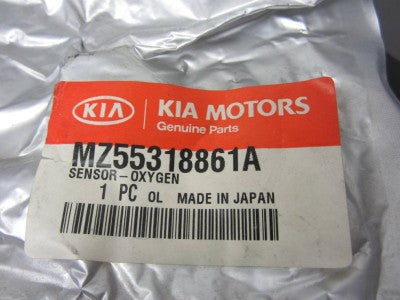 KIA KIA MOTORS
Genuine Parts
MZ55318861A
SENSOR-OXYGEN
1 PC OL MADE IN JAPAN